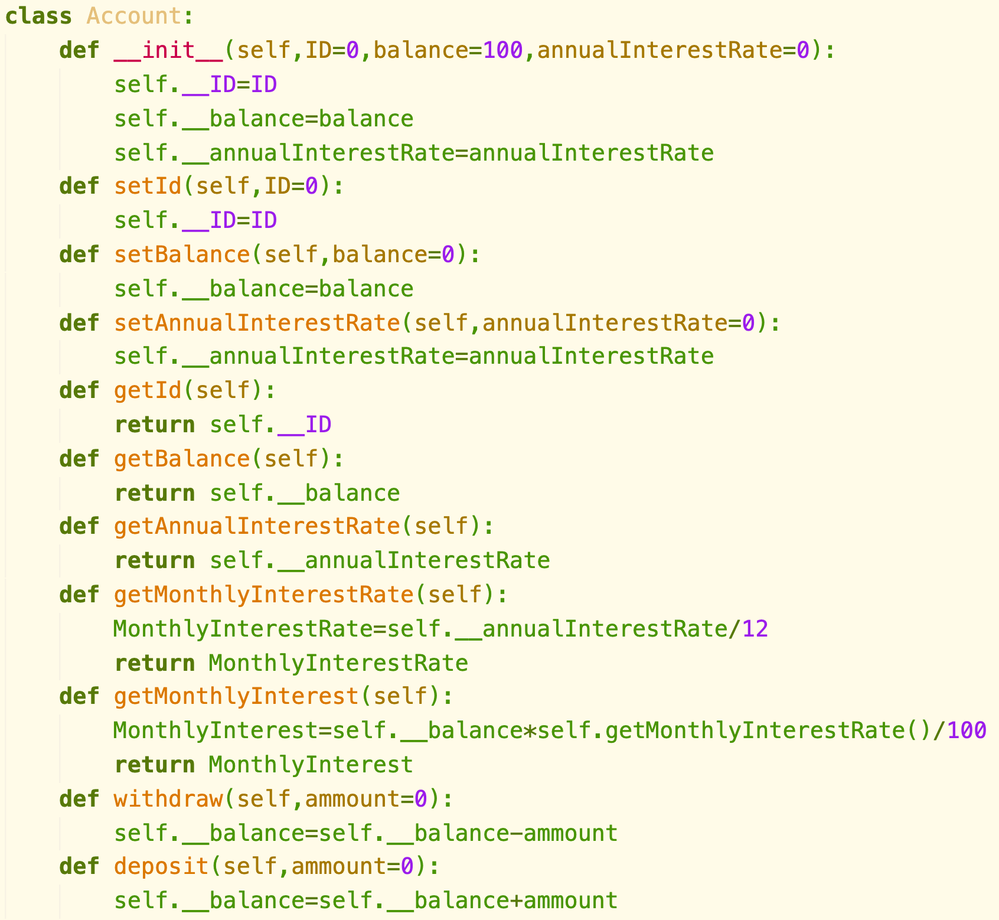 class Account:
    def __init__(self,ID=0,balance=100,annualInterestRate=0):
        self.__ID=ID
        self.__balance=balance
        self.__annualInterestRate=annualInterestRate
    def setId(self,ID=0):
        self.__ID=ID
    def setBalance(self,balance=0):
        self.__balance=balance
    def setAnnualInterestRate(self,annualInterestRate=0):
        self.__annualInterestRate=annualInterestRate
    def getId(self):
        return self.__ID
    def getBalance(self):
        return self.__balance
    def getAnnualInterestRate(self):
        return self.__annualInterestRate
    def getMonthlyInterestRate(self):
        MonthlyInterestRate=self.__annualInterestRate/12
        return MonthlyInterestRate
    def getMonthlyInterest(self):
        MonthlyInterest=self.__balance*self.getMonthlyInterestRate()/100
        return MonthlyInterest
    def withdraw(self,ammount=0):
        self.__balance=self.__balance-ammount
    def deposit(self,ammount=0):
        self.__balance=self.__balance+ammount